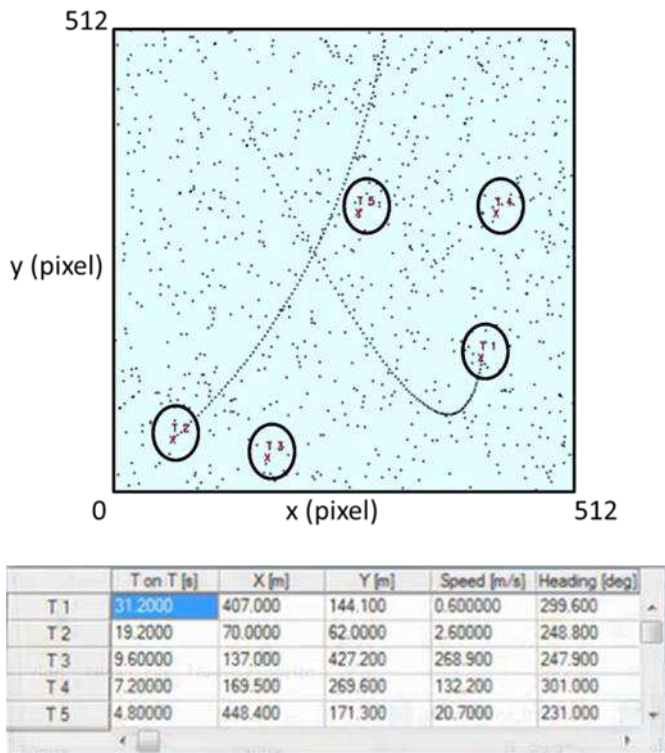 512
T 5
T 4
y (pixel)
T 1
T 2
T 3
0 x (pixel) 512
T on T [s] X [m] Y [m] Speed [m/s] Heading [deg]
T 1 31.2000 407.000 144.100 0.600000 299.600
T 2 19.2000 70.0000 62.0000 2.60000 248.800
T 3 9.60000 137.000 427.200 268.900 247.900
T 4 7.20000 169.500 269.600 132.200 301.000
T 5 4.80000 448.400 171.300 20.7000 231.000